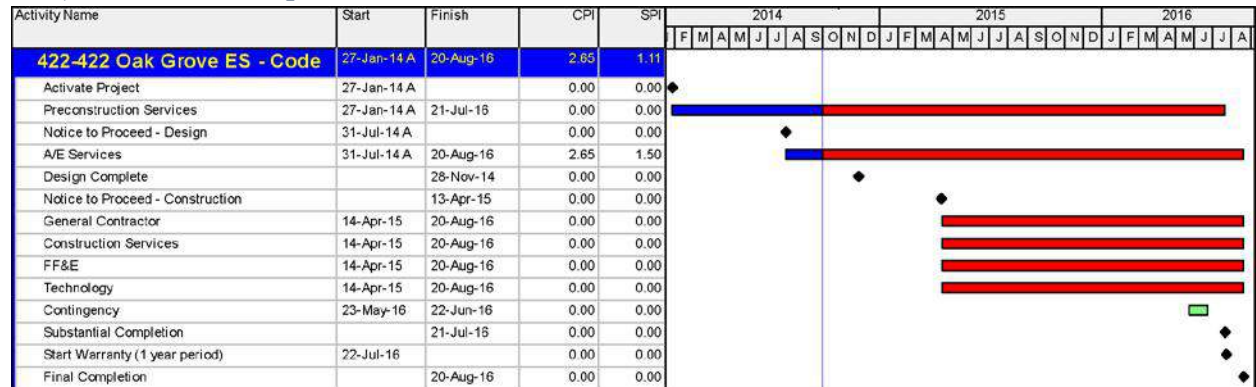 Activity Name Start Finish CPI SPI 2014 2015 2016
F M A M J J A S O N D J F M A M J J A S O N D J F M A M J J A
422-422 Oak Grove ES - Code 27-Jan-14 A 20-Aug-16 2.65 1.11
Activate Project 27-Jan-14 A 0.00 0.00
Preconstruction Services 27-Jan-14 A 21-Jul-16 0.00 0.00
Notice to Proceed - Design 31-Jul-14 A 0.00 0.00
A/E Services 31-Jul-14 A 20-Aug-16 2.65 1.50
Design Complete 28-Nov-14 0.00 0.00
Notice to Proceed - Construction 13-Apr-15 0.00 0.00
General Contractor 14-Apr-15 20-Aug-16 0.00 0.00
Construction Services 14-Apr-15 20-Aug-16 0.00 0.00
FF&E 14-Apr-15 20-Aug-16 0.00 0.00
Technology 14-Apr-15 20-Aug-16 0.00 0.00
Contingency 23-May-16 22-Jun-16 0.00 0.00
Substantial Completion 21-Jul-16 0.00 0.00
Start Warranty (1 year period) 22-Jul-16 0.00 0.00
Final Completion 20-Aug-16 0.00 0.00